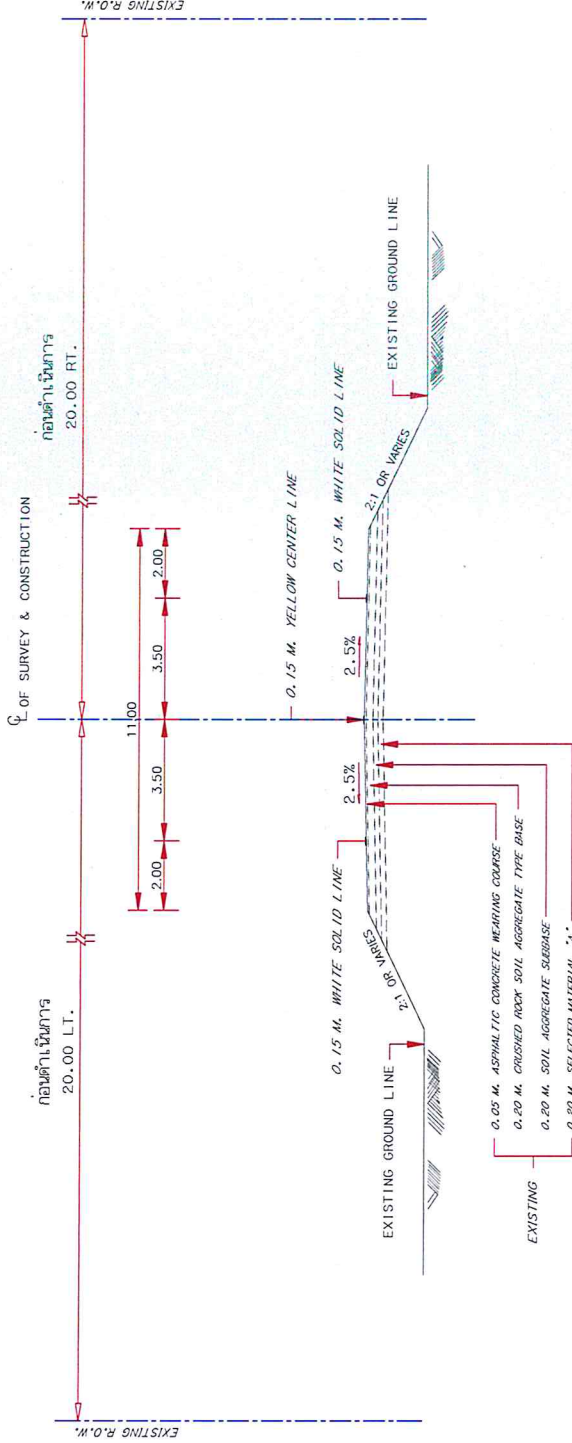 EXISTING R.O.W.
EXISTING R.O.W.
ก่อนดำเนินการ
20.00 LT.
℄ OF SURVEY & CONSTRUCTION
ก่อนดำเนินการ
20.00 RT.
11.00
2.00
3.50
3.50
2.00
0.15 M. YELLOW CENTER LINE
0.15 M. WHITE SOLID LINE
0.15 M. WHITE SOLID LINE
2.5%
2.5%
2:1 OR VARIES
2:1 OR VARIES
EXISTING GROUND LINE
EXISTING GROUND LINE
EXISTING
0.05 M. ASPHALTIC CONCRETE WEARING COURSE
0.20 M. CRUSHED ROCK SOIL AGGREGATE TYPE BASE
0.20 M. SOIL AGGREGATE SUBBASE
0.20 M. SELECTED MATERIAL "A"